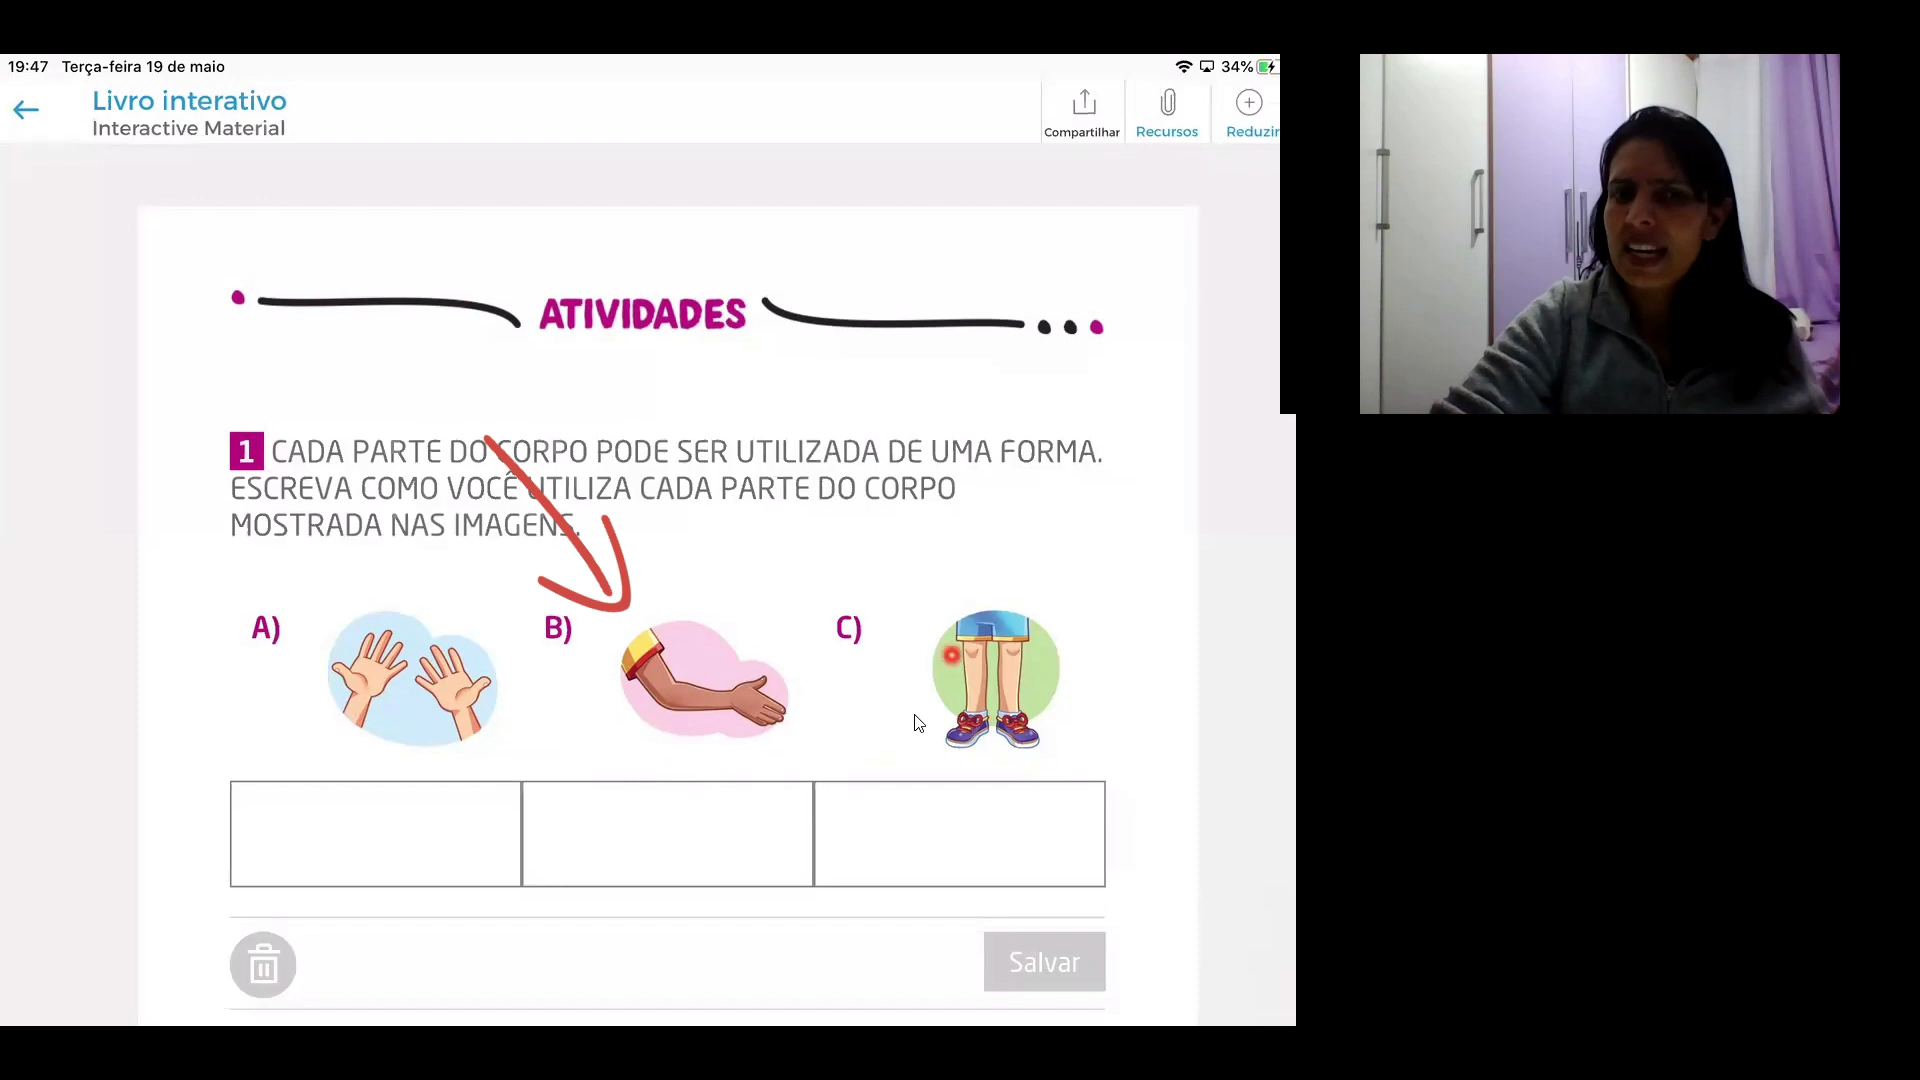 19:47 Terça-feira 19 de maio
34%
Livro interativo
Interactive Material
Compartilhar
Recursos
Reduzir
ATIVIDADES
1 CADA PARTE DO CORPO PODE SER UTILIZADA DE UMA FORMA.
ESCREVA COMO VOCÊ UTILIZA CADA PARTE DO CORPO
MOSTRADA NAS IMAGENS.
A)
B)
C)
Salvar